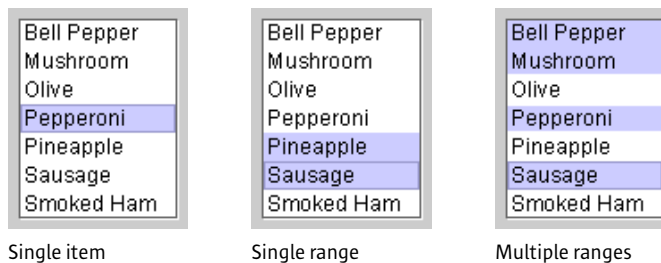 Bell Pepper
Mushroom
Olive
Pepperoni
Pineapple
Sausage
Smoked Ham
Single item
Bell Pepper
Mushroom
Olive
Pepperoni
Pineapple
Sausage
Smoked Ham
Single range
Bell Pepper
Mushroom
Olive
Pepperoni
Pineapple
Sausage
Smoked Ham
Multiple ranges